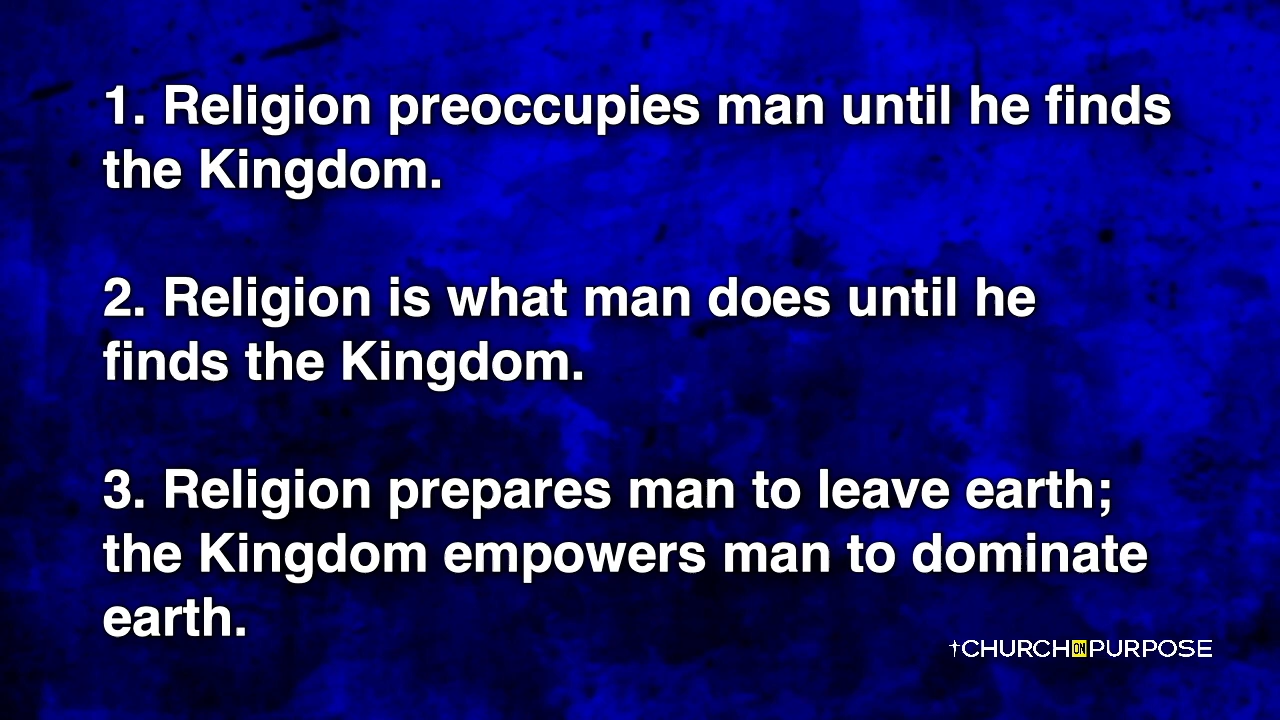 1. Religion preoccupies man until he finds
the Kingdom.
2. Religion is what man does until he
finds the Kingdom.
3. Religion prepares man to leave earth;
the Kingdom empowers man to dominate
earth.
CHURCH ON PURPOSE